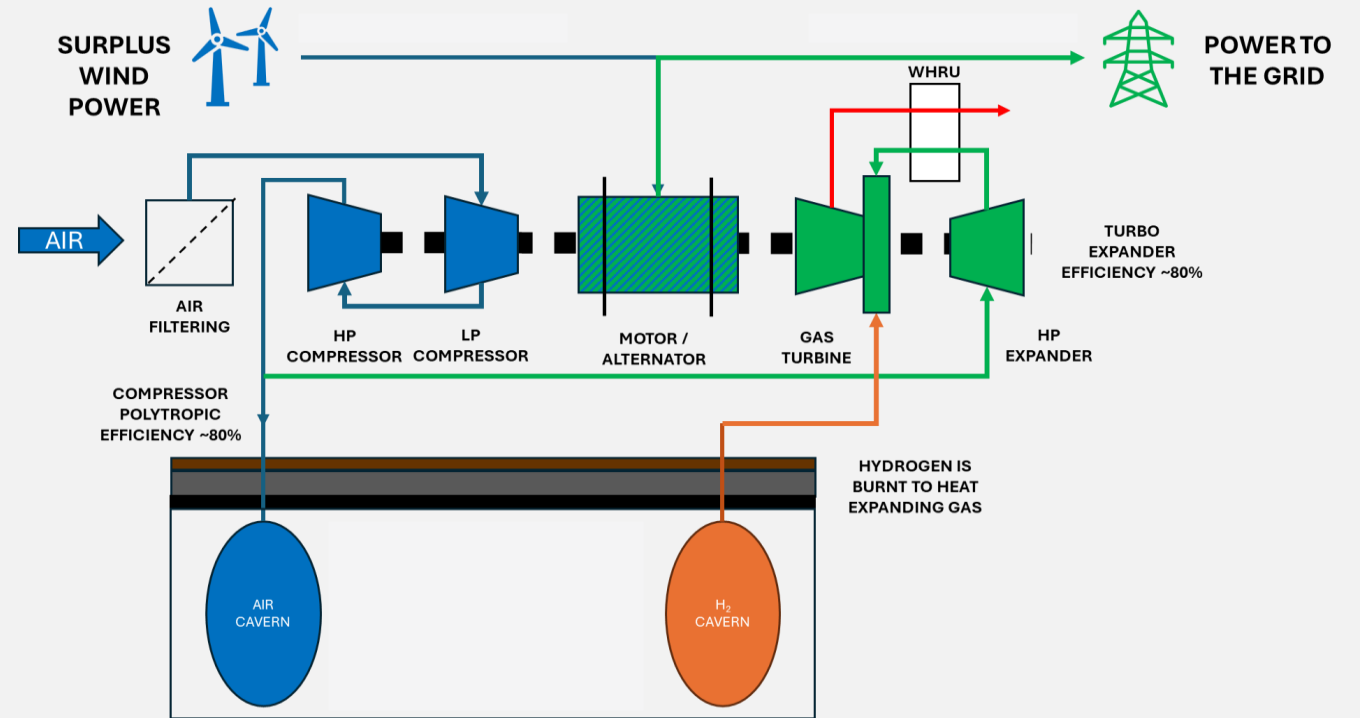 SURPLUS
WIND
POWER
POWER TO
THE GRID
WHRU
AIR
AIR
FILTERING
HP
COMPRESSOR
LP
COMPRESSOR
MOTOR /
ALTERNATOR
GAS
TURBINE
HP
EXPANDER
TURBO
EXPANDER
EFFICIENCY ~80%
COMPRESSOR
POLYTROPIC
EFFICIENCY ~80%
HYDROGEN IS
BURNT TO HEAT
EXPANDING GAS
AIR
CAVERN
H₂
CAVERN